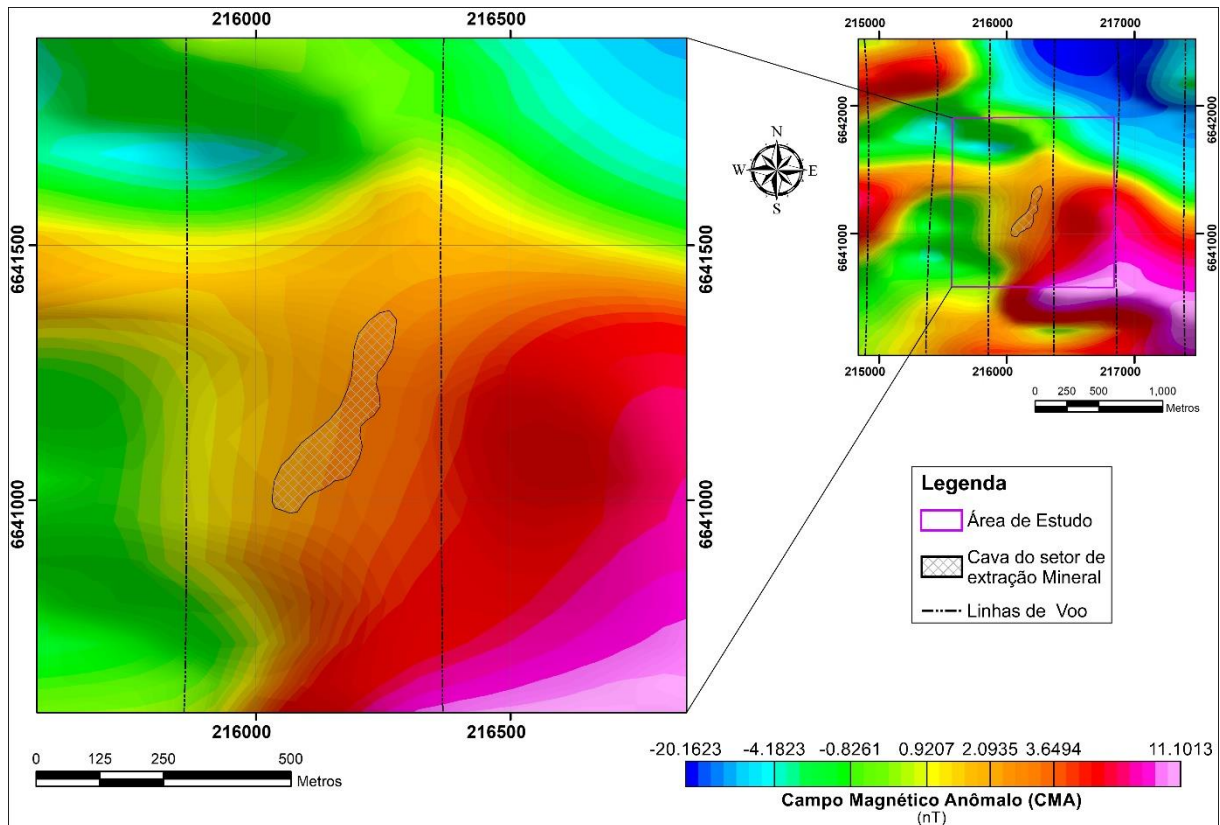 216000 216500
215000 216000 217000
6642000 6642000
N
W E
S
6641500 6641500
6641000 6641000
6641000 6641000
215000 216000 217000
0 250 500 1,000
Metros
Legenda
Área de Estudo
Cava do setor de
extração Mineral
Linhas de Voo
216000 216500
0 125 250 500
Metros
-20.1623 -4.1823 -0.8261 0.9207 2.0935 3.6494 11.1013
Campo Magnético Anômalo (CMA)
(nT)